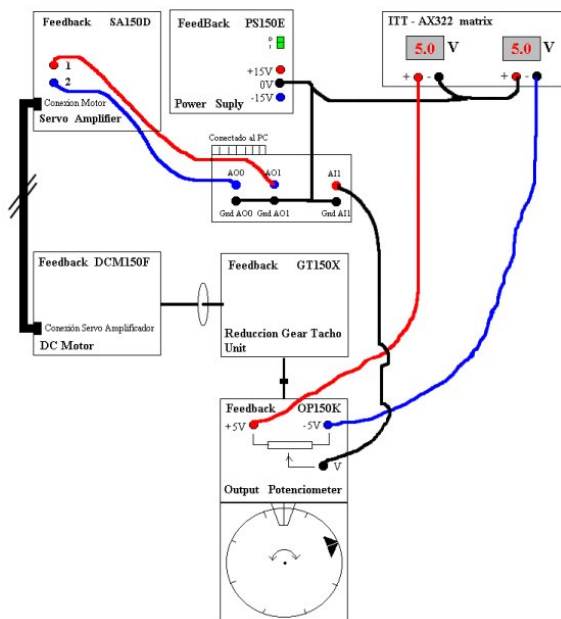 Feedback SA150D
1
2
Conexion Motor
Servo Amplifier
FeedBack PS150E
+15V
0V
-15V
Power Suply
ITT - AX322 matrix
5.0 V 5.0 V
+ - + -
Conectado al PC
AO0 AO1 AI1
Gnd AO0 Gnd AO1 Gnd AI1
Feedback DCM150F
Conexión Servo Amplificador
DC Motor
Feedback GT150X
Reduccion Gear Tacho
Unit
Feedback OP150K
+5V -5V
V
Output Potenciometer